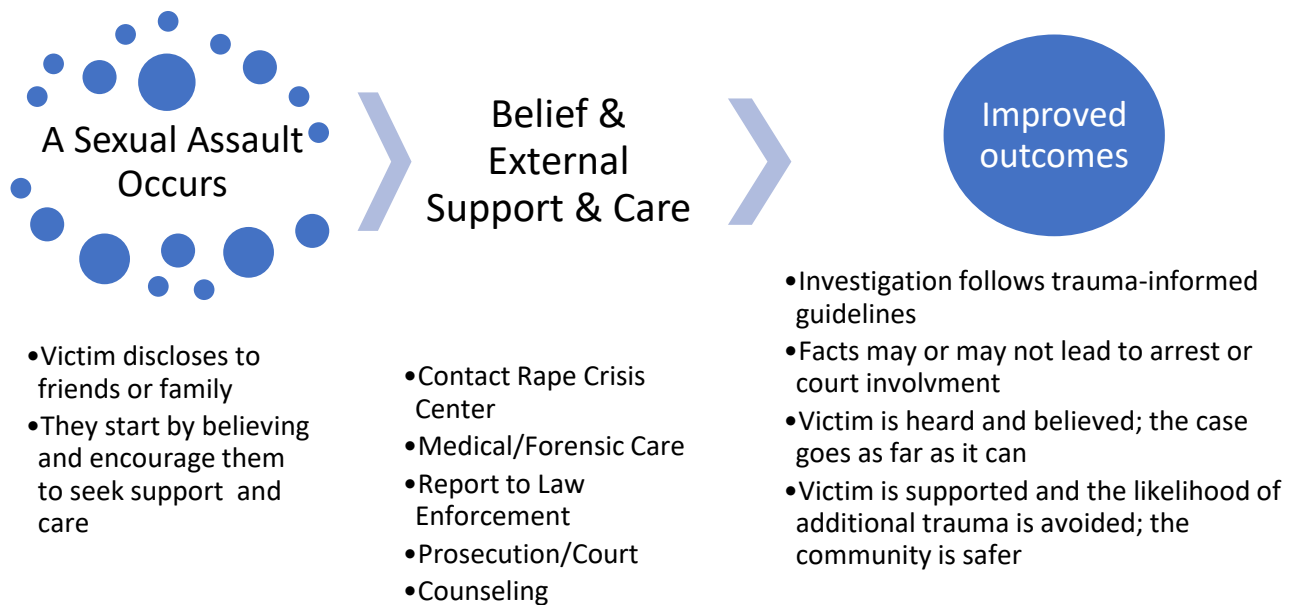 A Sexual Assault
Occurs
•Victim discloses to
friends or family
•They start by believing
and encourage them
to seek support and
care
Belief &
External
Support & Care
•Contact Rape Crisis
Center
•Medical/Forensic Care
•Report to Law
Enforcement
•Prosecution/Court
•Counseling
Improved
outcomes
•Investigation follows trauma-informed
guidelines
•Facts may or may not lead to arrest or
court involvment
•Victim is heard and believed; the case
goes as far as it can
•Victim is supported and the likelihood of
additional trauma is avoided; the
community is safer